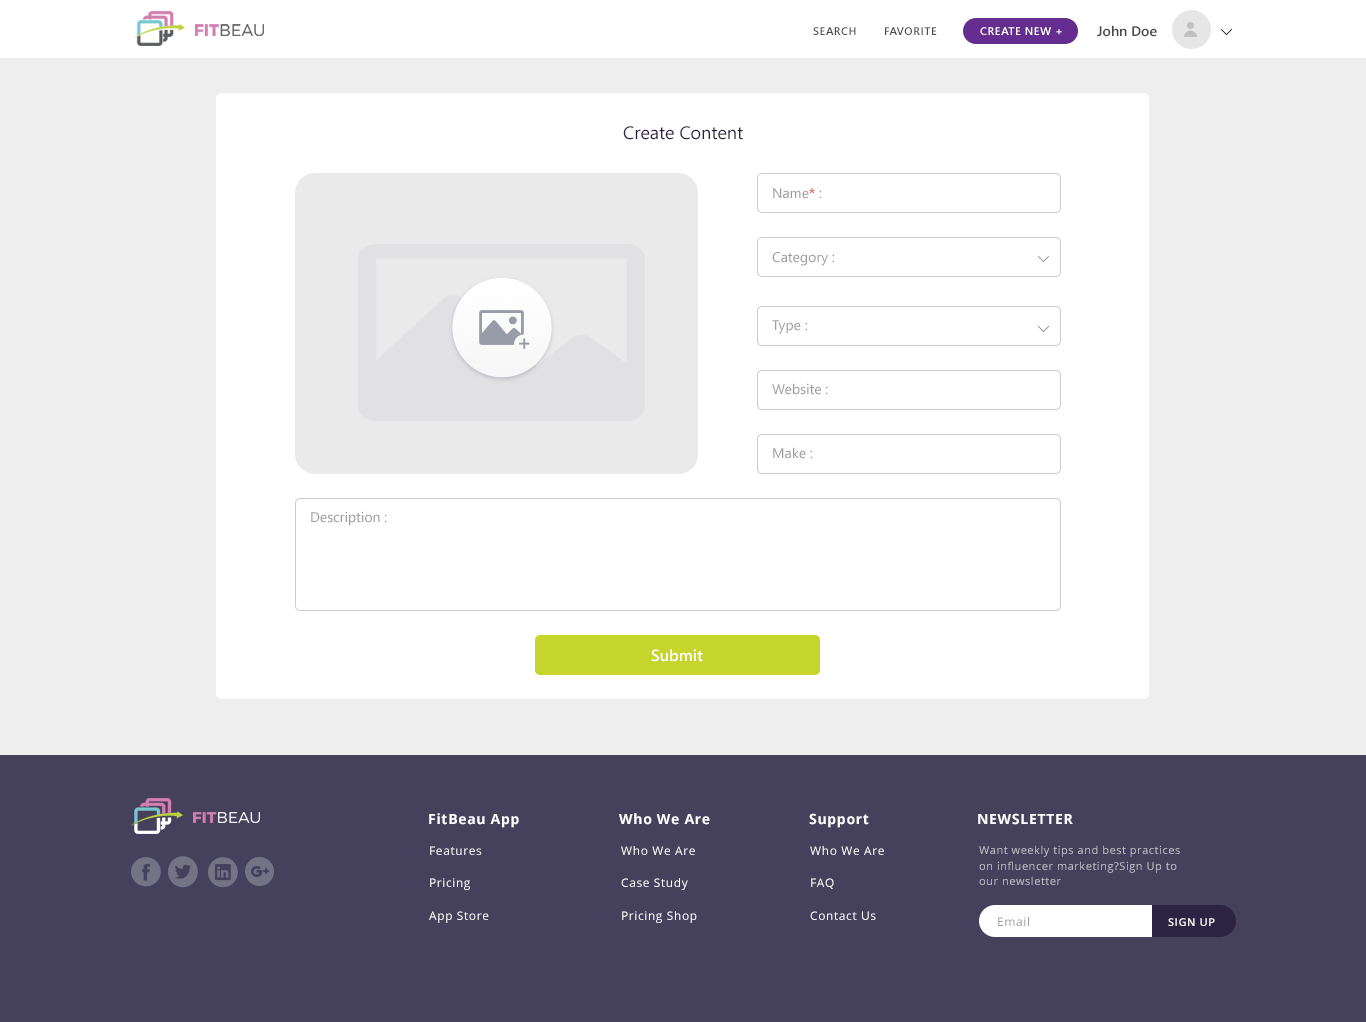 FITBEAU
SEARCH
FAVORITE
CREATE NEW +
John Doe
Create Content
Name* :
Category :
Type :
Website :
Make :
Description :
Submit
FITBEAU
FitBeau App
Features
Pricing
App Store
Who We Are
Who We Are
Case Study
Pricing Shop
Support
Who We Are
FAQ
Contact Us
NEWSLETTER
Want weekly tips and best practices
on influencer marketing?Sign Up to
our newsletter
Email
SIGN UP